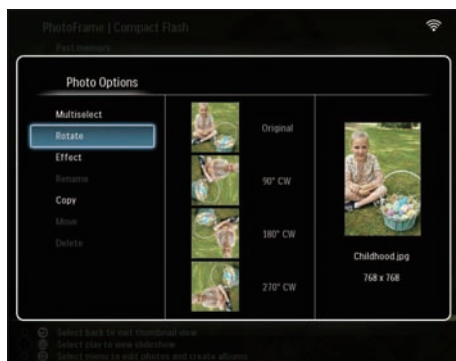 PhotoFrame | Compact Flash
Past memory
Photo Options
Multiselect
Rotate
Effect
Rename
Copy
Move
Delete
Original
90° CW
180° CW
270° CW
Childhood.jpg
768 x 768
Select back to exit thumbnail view
Select play to view slideshow
Select menu to edit photos and create albums